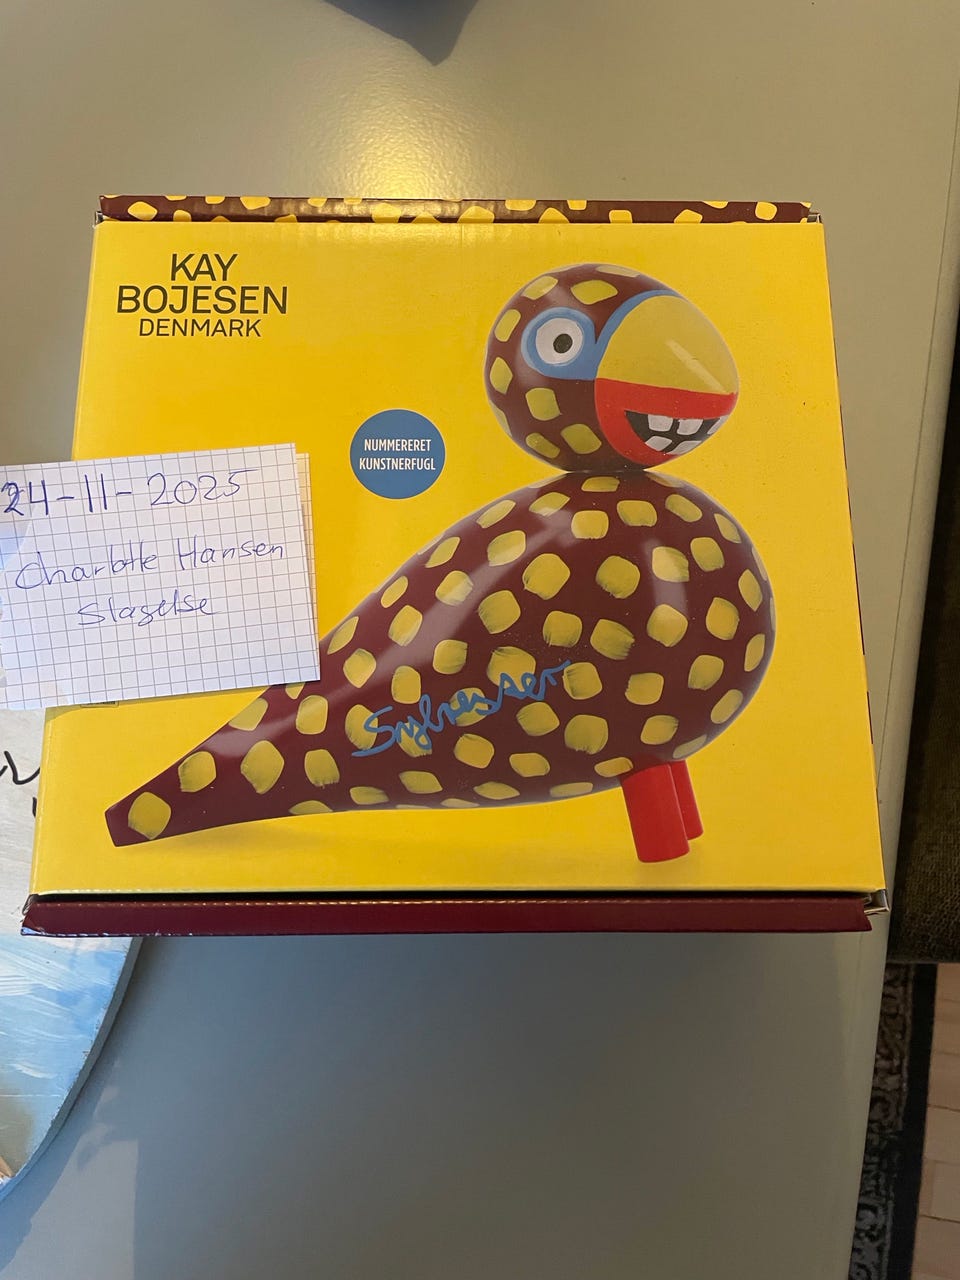 KAY
BOJESEN
DENMARK
NUMMERERET
KUNSTNERFUGL
24-11-2025
Charlotte Hansen
Slagelse
Sylvester